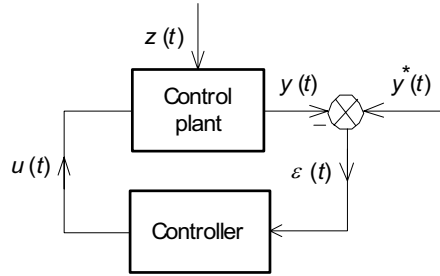 z (t)
Control
plant
y (t)
y*(t)
−
u (t)
ε (t)
Controller